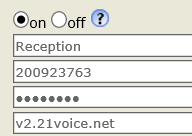 on off ?
Reception
200923763
••••••••
v2.21voice.net